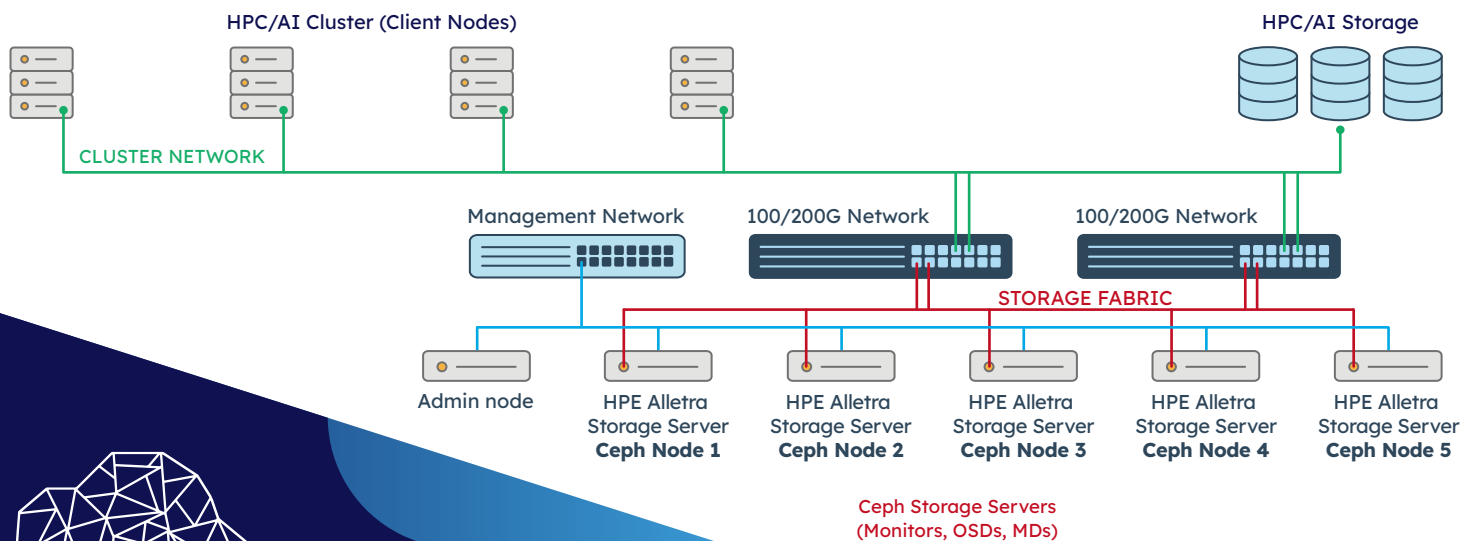 HPC/AI Cluster (Client Nodes)
HPC/AI Storage
CLUSTER NETWORK
Management Network
100/200G Network
100/200G Network
STORAGE FABRIC
Admin node
HPE Alletra
Storage Server
Ceph Node 1
HPE Alletra
Storage Server
Ceph Node 2
HPE Alletra
Storage Server
Ceph Node 3
HPE Alletra
Storage Server
Ceph Node 4
HPE Alletra
Storage Server
Ceph Node 5
Ceph Storage Servers
(Monitors, OSDs, MDs)